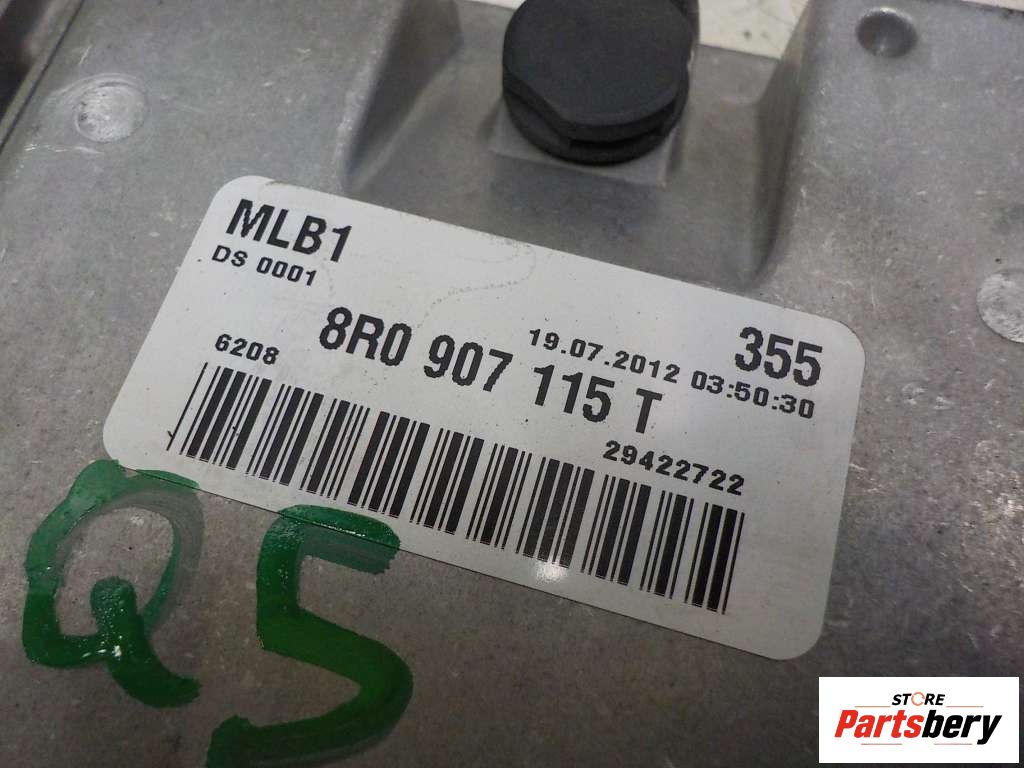 MLB1
DS 0001
355
19.07.2012 03:50:30
8R0 907 115 T
6208
29422722
Q5
STORE
Partsbery